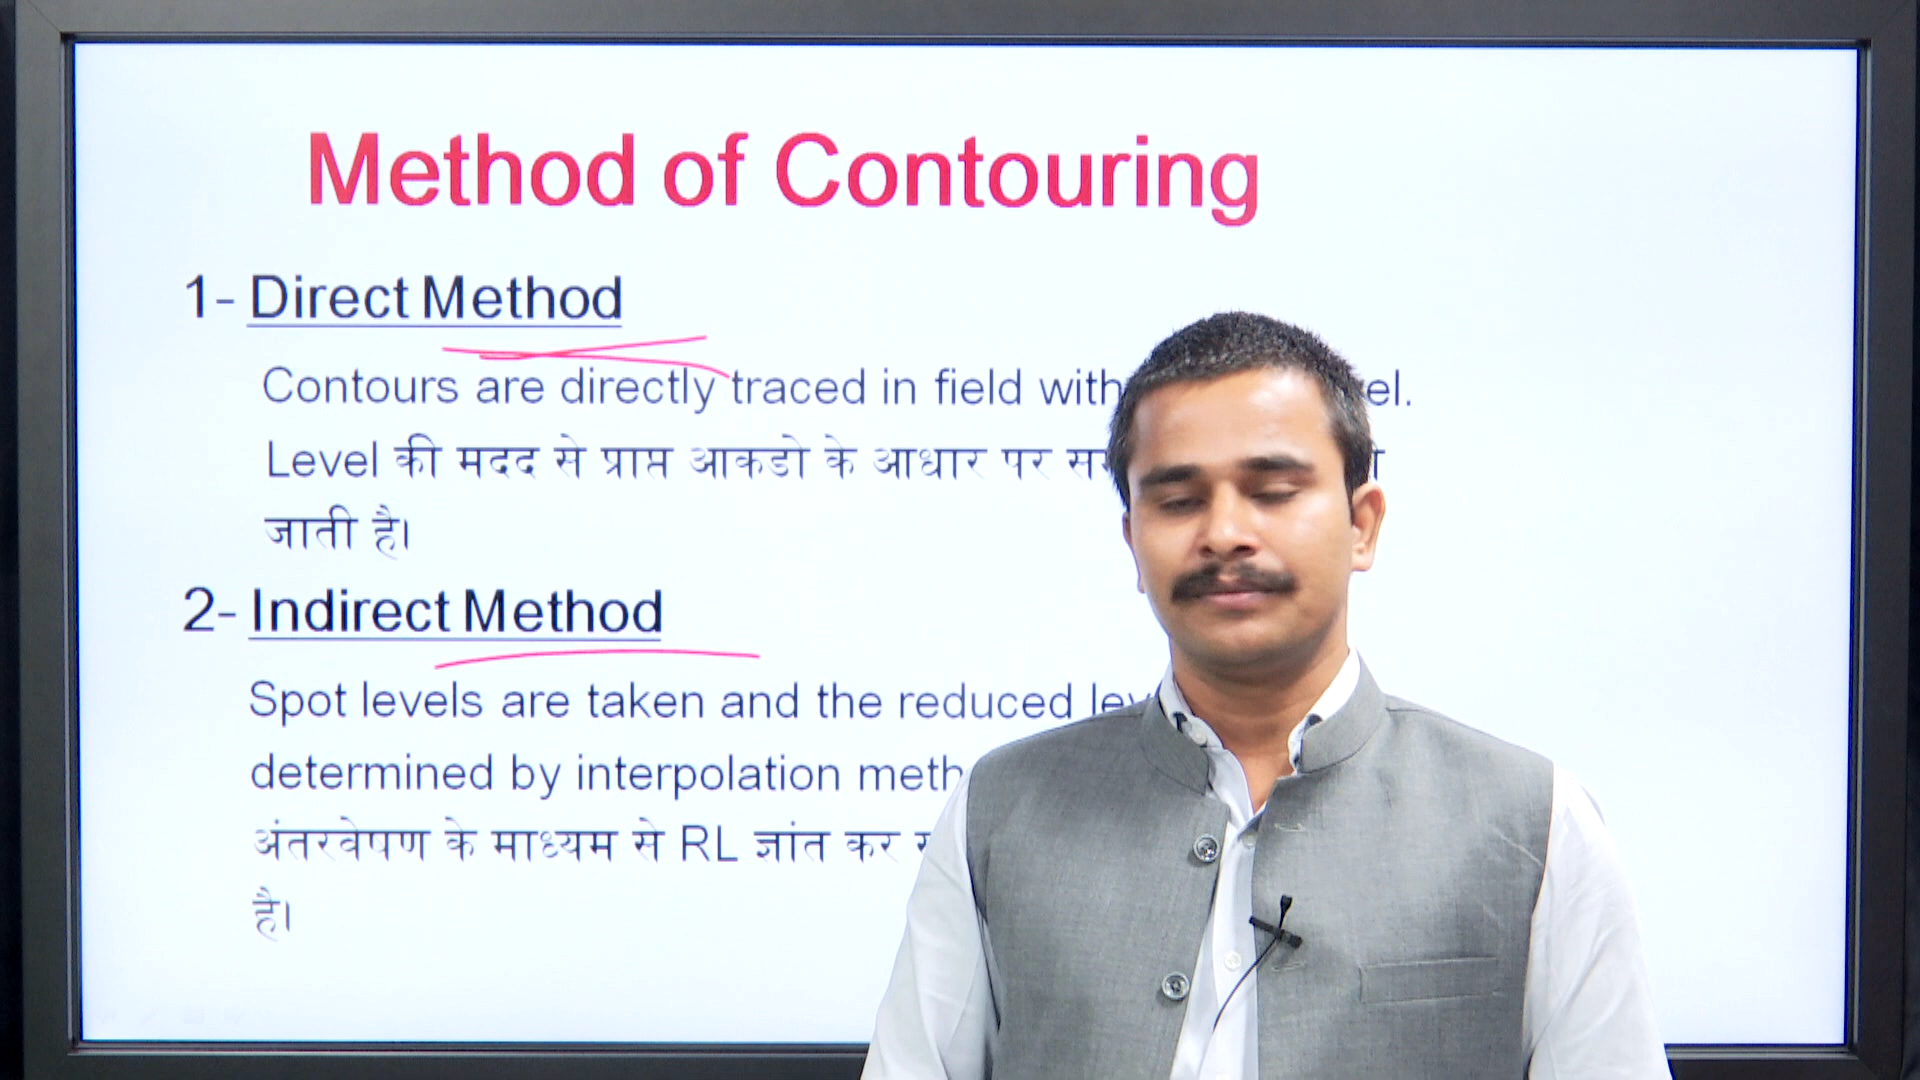 Method of Contouring
1- Direct Method
Contours are directly traced in field with
Level की मदद से प्राप्त आकडो के आधार पर
जाती है।
2- Indirect Method
Spot levels are taken and the reduced
determined by interpolation
अंतरवेपण के माध्यम से RL ज्ञांत कर
है।